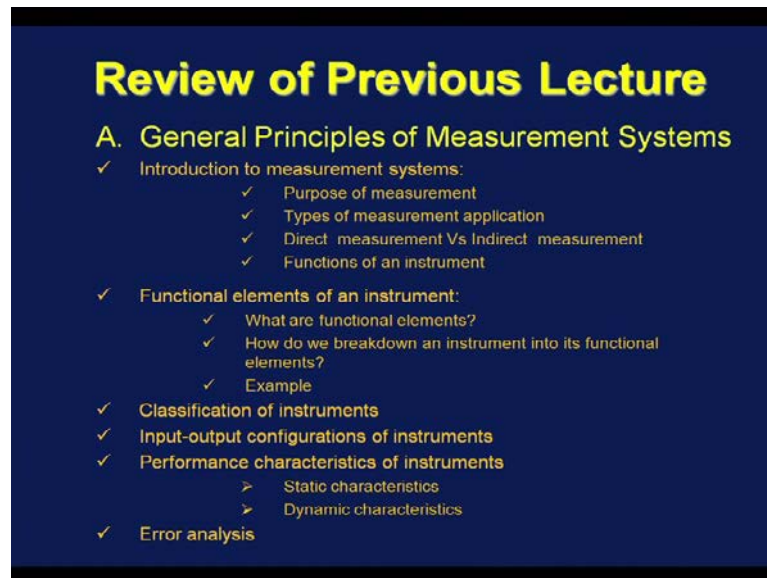 Review of Previous Lecture
A. General Principles of Measurement Systems
✓ Introduction to measurement systems:
✓ Purpose of measurement
✓ Types of measurement application
✓ Direct measurement Vs Indirect measurement
✓ Functions of an instrument
✓ Functional elements of an instrument:
✓ What are functional elements?
✓ How do we breakdown an instrument into its functional
elements?
✓ Example
✓ Classification of instruments
✓ Input-output configurations of instruments
✓ Performance characteristics of instruments
➢ Static characteristics
➢ Dynamic characteristics
✓ Error analysis